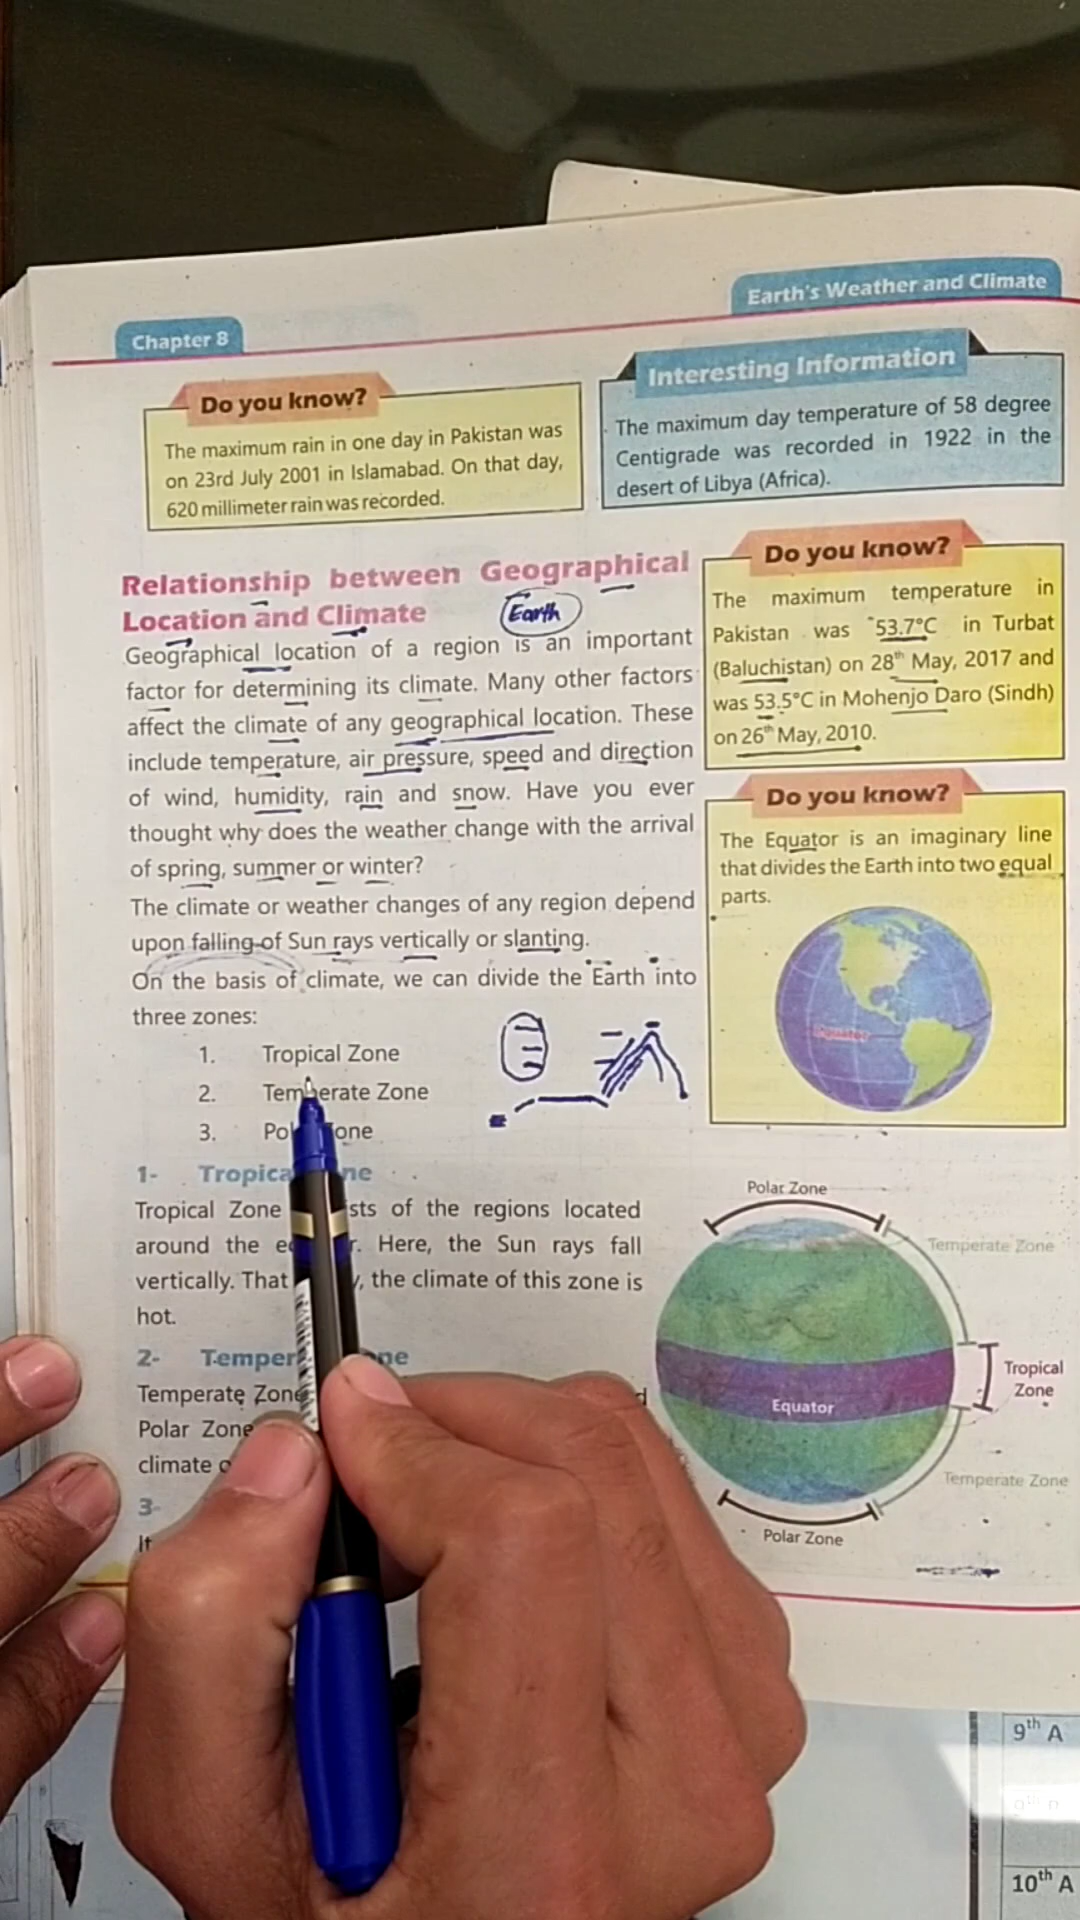 Earth's Weather and Climate
Chapter 8
Do you know?
The maximum rain in one day in Pakistan was
on 23rd July 2001 in Islamabad. On that day,
620 millimeter rain was recorded.
Interesting Information
The maximum day temperature of 58 degree
Centigrade was recorded in 1922 in the
desert of Libya (Africa).
Relationship between Geographical
Location and Climate
Earth
Geographical location of a region is an important
factor for determining its climate. Many other factors
affect the climate of any geographical location. These
include temperature, air pressure, speed and direction
of wind, humidity, rain and snow. Have you ever
thought why does the weather change with the arrival
of spring, summer or winter?
The climate or weather changes of any region depend
upon falling of Sun rays vertically or slanting.
On the basis of climate, we can divide the Earth into
three zones:
1. Tropical Zone
2. Temperate Zone
3. Zone
1- Tropical
Tropical Zone of the regions located
around the Here, the Sun rays fall
vertically. That the climate of this zone is
hot.
2-
Temperate Zone
Polar Zone
climate
3-
It
Do you know?
The maximum temperature in
Pakistan was 53.7°C in Turbat
(Baluchistan) on 28th May, 2017 and
was 53.5°C in Mohenjo Daro (Sindh)
on 26th May, 2010.
Do you know?
The Equator is an imaginary line
that divides the Earth into two equal
parts.
Equator
Polar Zone
Temperate Zone
Tropical
Zone
Equator
Temperate Zone
Polar Zone
9th A
10th A